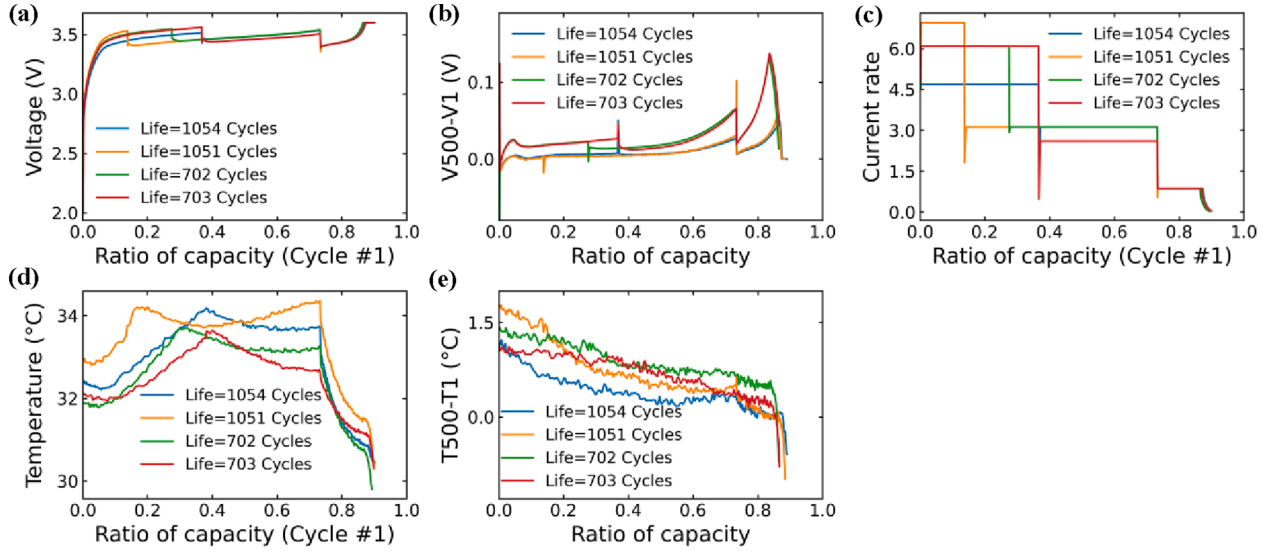 (a)
Voltage (V)
3.5
3.0
2.5
2.0
Life=1054 Cycles
Life=1051 Cycles
Life=702 Cycles
Life=703 Cycles
0.0 0.2 0.4 0.6 0.8 1.0
Ratio of capacity (Cycle #1)
(b)
V500-V1 (V)
0.1
0.0
Life=1054 Cycles
Life=1051 Cycles
Life=702 Cycles
Life=703 Cycles
0.0 0.2 0.4 0.6 0.8 1.0
Ratio of capacity
(c)
Current rate
6.0
4.5
3.0
1.5
0.0
Life=1054 Cycles
Life=1051 Cycles
Life=702 Cycles
Life=703 Cycles
0.0 0.2 0.4 0.6 0.8 1.0
Ratio of capacity (Cycle #1)
(d)
Temperature (°C)
34
32
30
Life=1054 Cycles
Life=1051 Cycles
Life=702 Cycles
Life=703 Cycles
0.0 0.2 0.4 0.6 0.8 1.0
Ratio of capacity (Cycle #1)
(e)
T500-T1 (°C)
1.5
0.0
Life=1054 Cycles
Life=1051 Cycles
Life=702 Cycles
Life=703 Cycles
0.0 0.2 0.4 0.6 0.8 1.0
Ratio of capacity